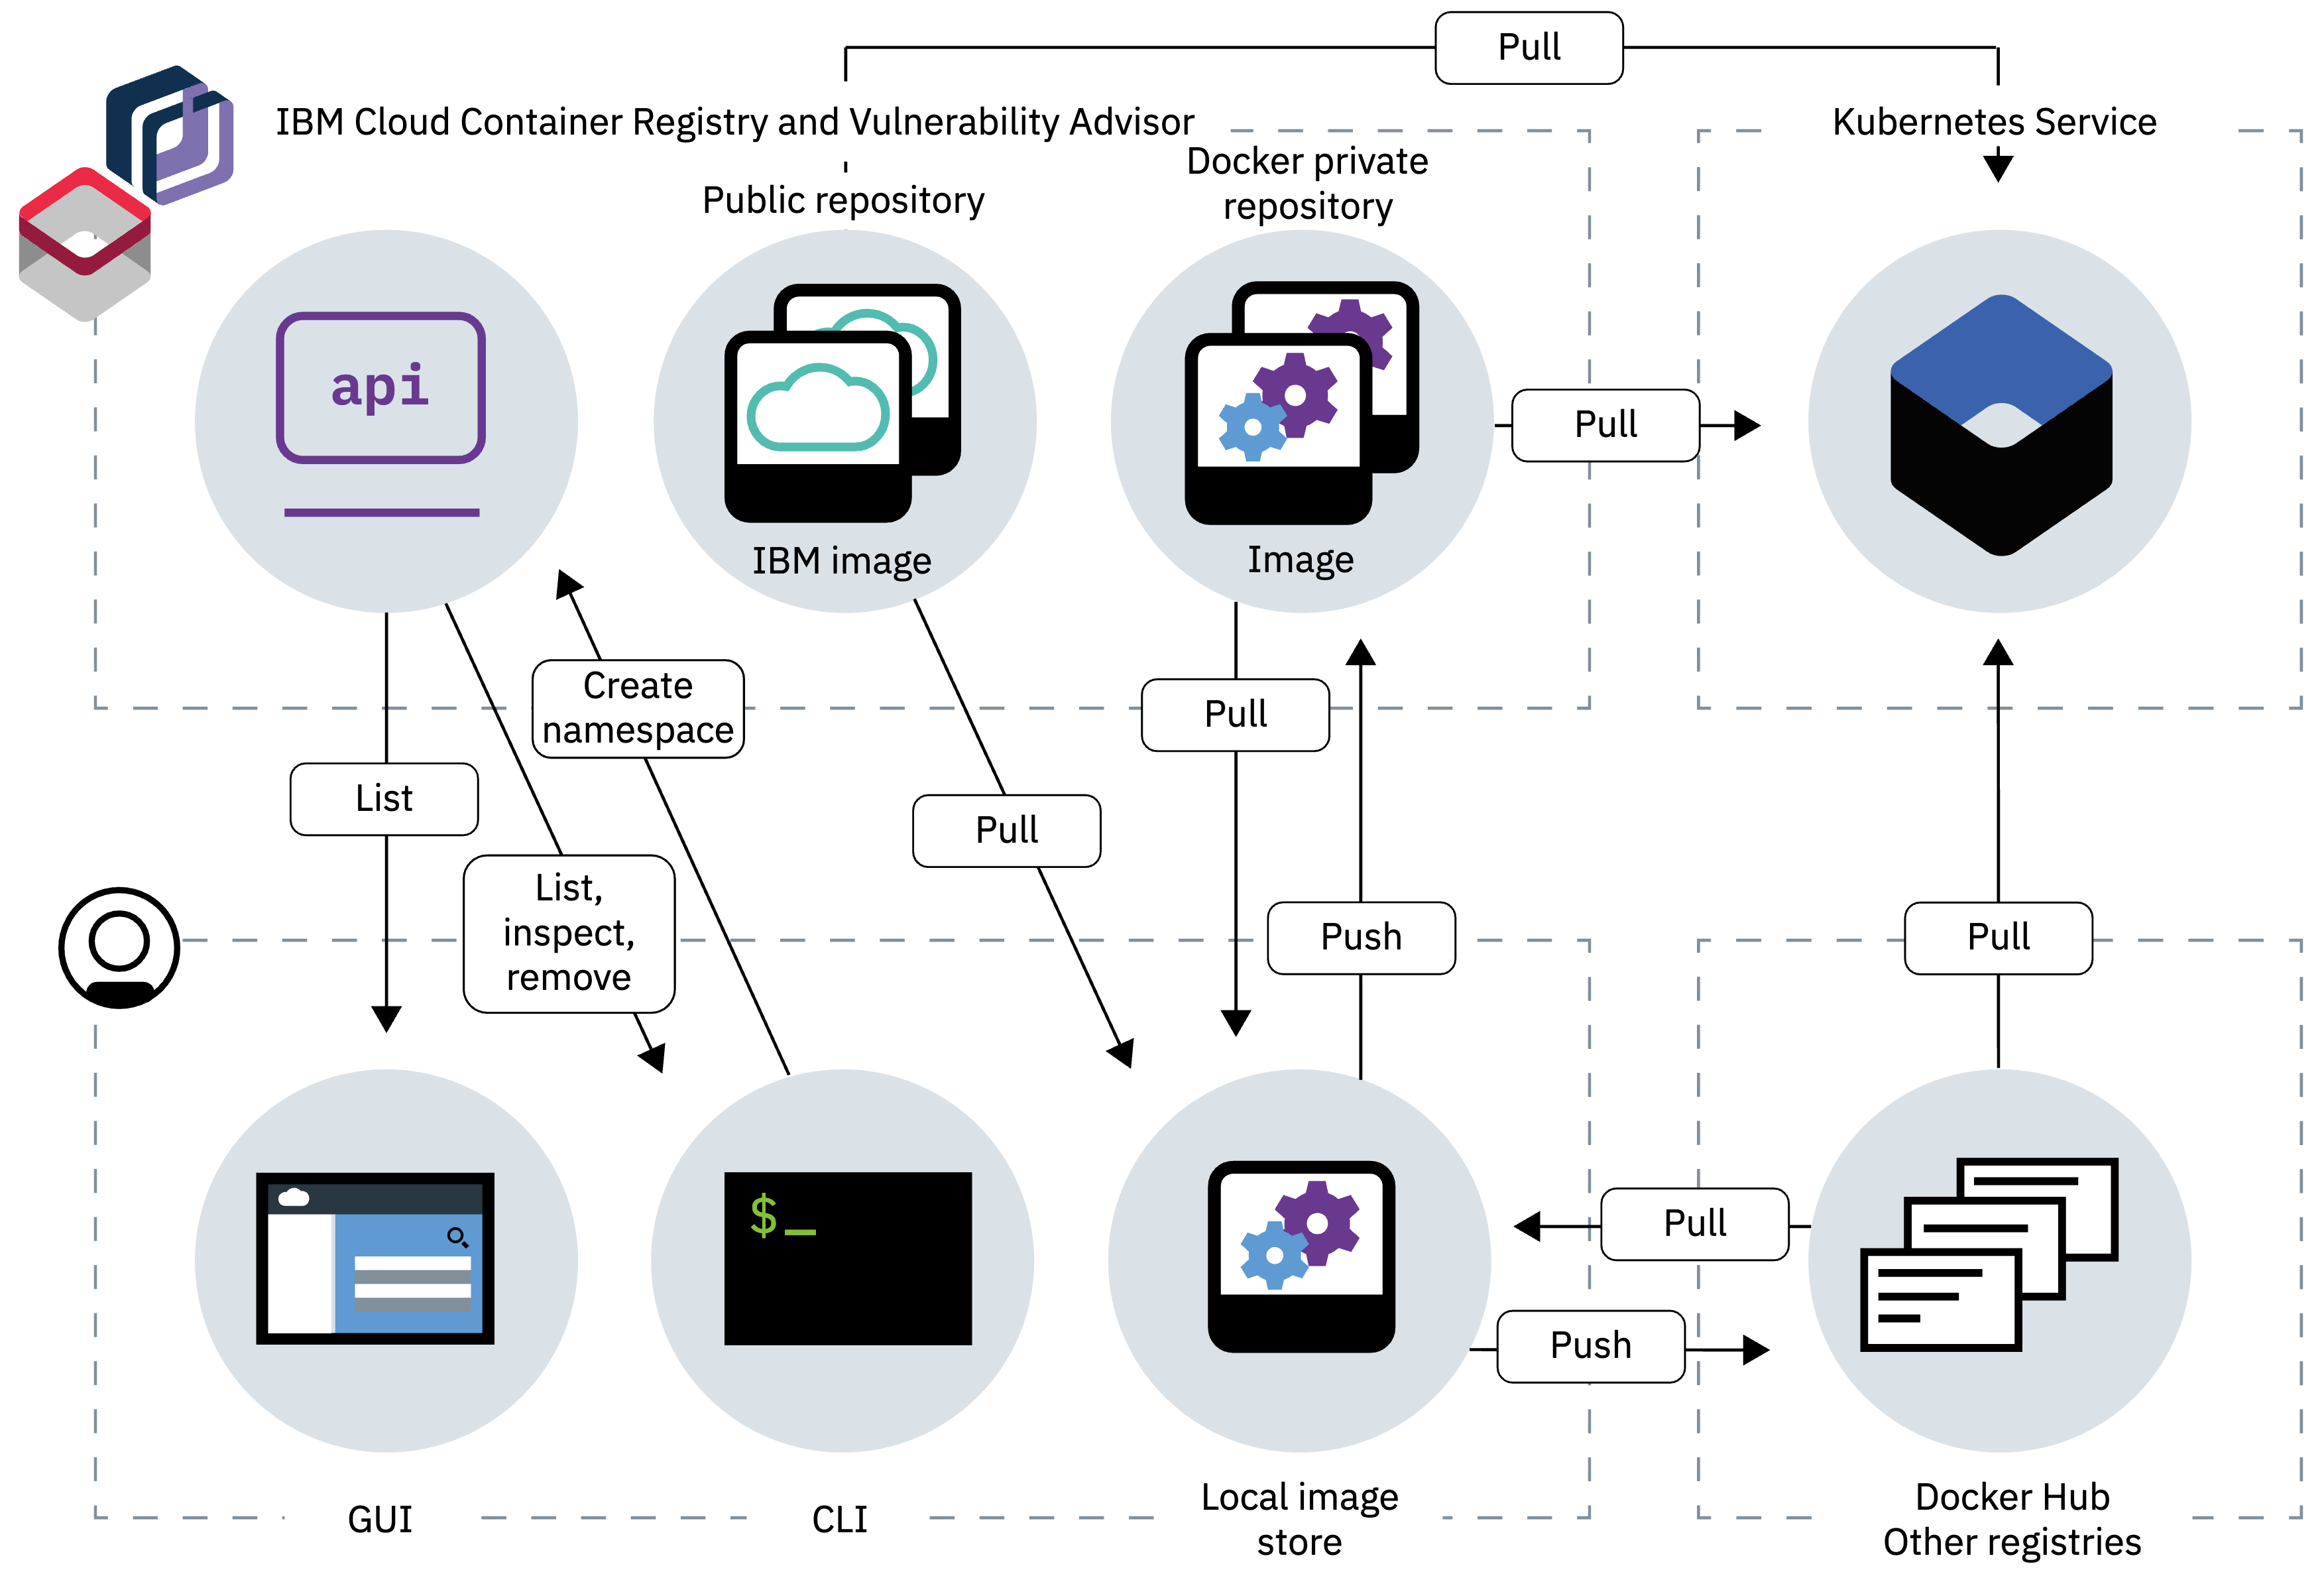 Pull
IBM Cloud Container Registry and Vulnerability Advisor
Kubernetes Service
Public repository
Docker private
repository
api
IBM image
Image
Pull
Create
namespace
Pull
List
Pull
List,
inspect,
remove
Push
Pull
$_
Pull
Push
GUI
CLI
Local image
store
Docker Hub
Other registries